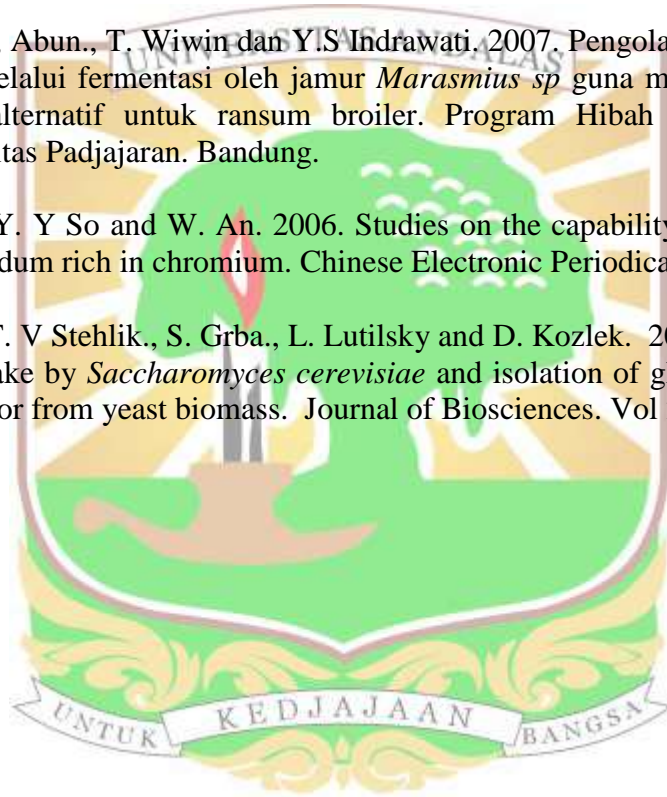 , Abun., T. Wiwin dan Y.S Indrawati. 2007. Pengola
UNIVERSITAS ANDALAS
elalui fermentasi oleh jamur Marasmius sp guna m
lternatif untuk ransum broiler. Program Hibah
itas Padjajaran. Bandung.
Y. Y So and W. An. 2006. Studies on the capability
dum rich in chromium. Chinese Electronic Periodica
. V Stehlik., S. Grba., L. Lutilsky and D. Kozlek. 20
ake by Saccharomyces cerevisiae and isolation of g
or from yeast biomass. Journal of Biosciences. Vol
UNTUK KEDJAJAAN BANGSA